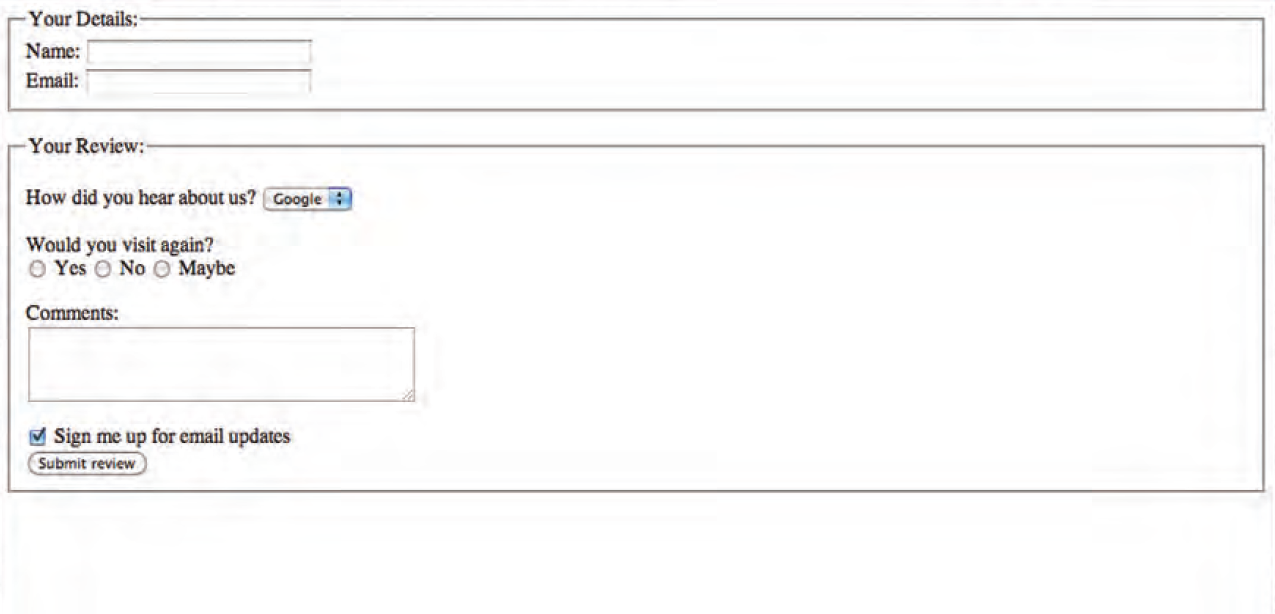 Your Details:
Name:
Email:
Your Review:
How did you hear about us? Google
Would you visit again?
Yes No Maybe
Comments:
Sign me up for email updates
Submit review